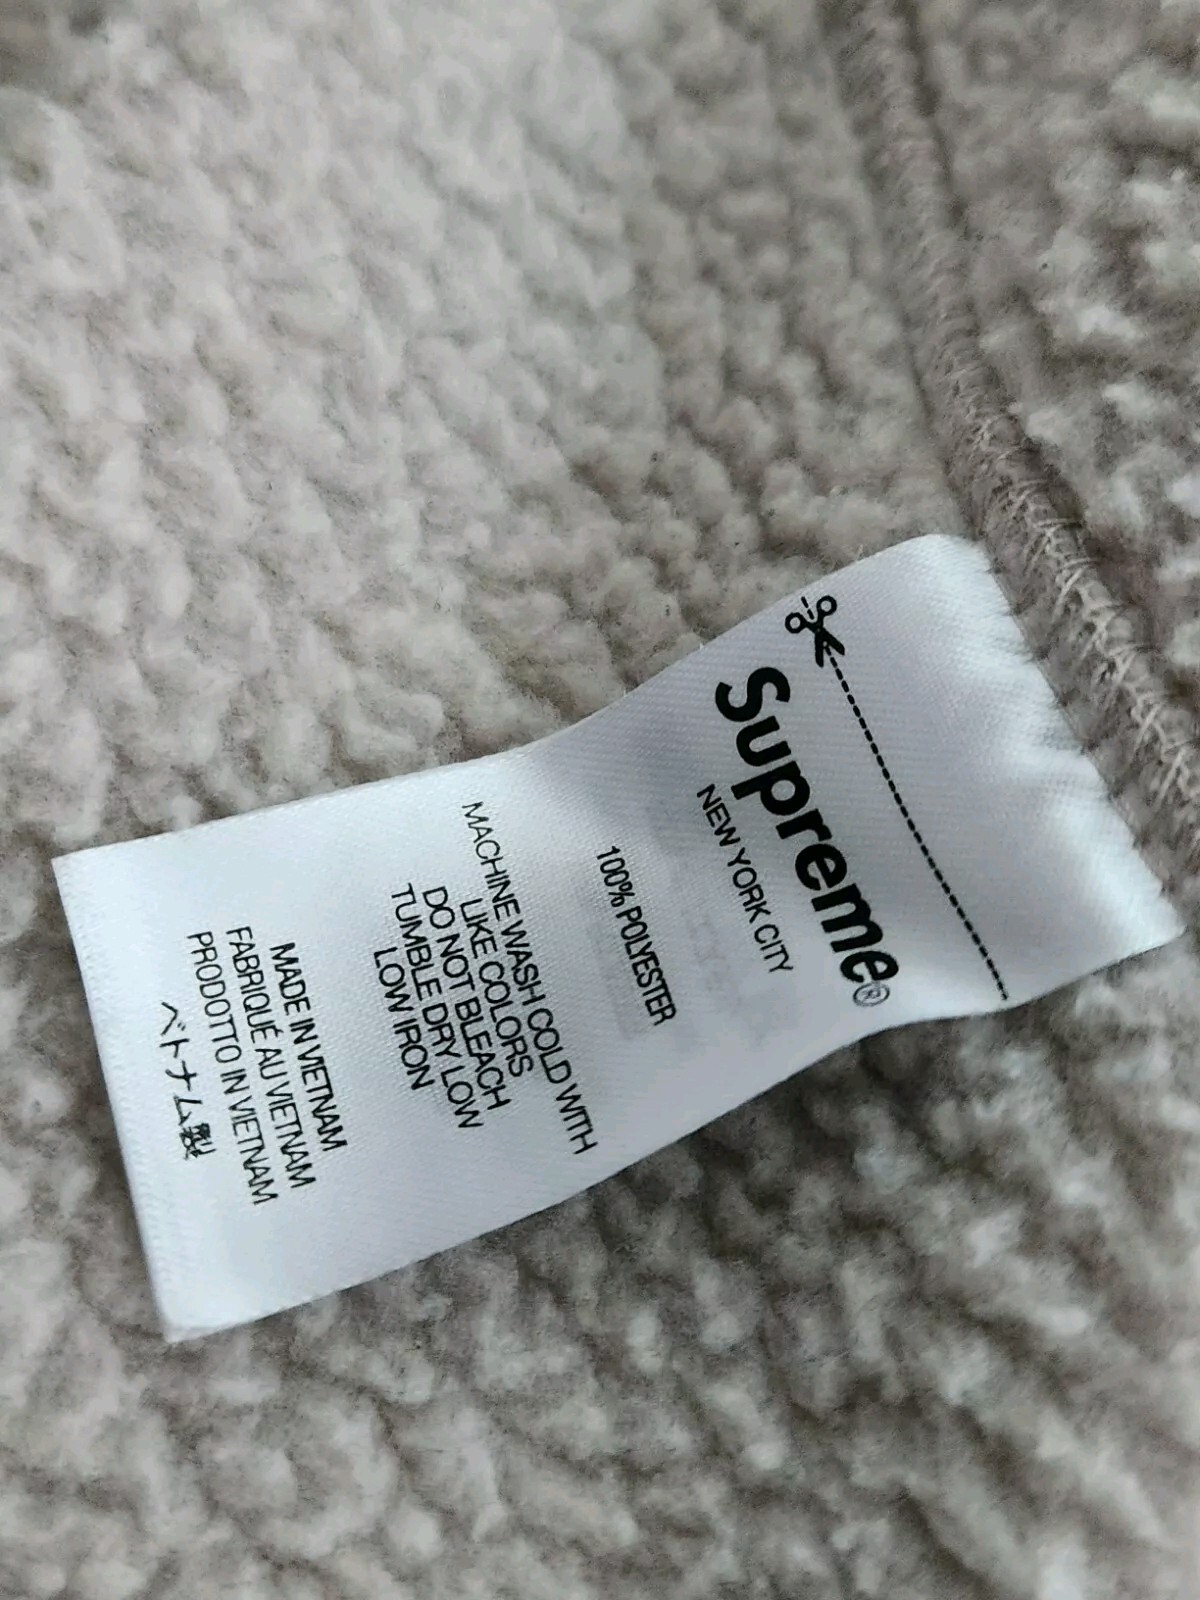 Supreme®
NEW YORK CITY
100% POLYESTER
MACHINE WASH COLD WITH
LIKE COLORS
DO NOT BLEACH
TUMBLE DRY LOW
LOW IRON
MADE IN VIETNAM
FABRIQUÉ AU VIETNAM
PRODOTTO IN VIETNAM
ベトナム製